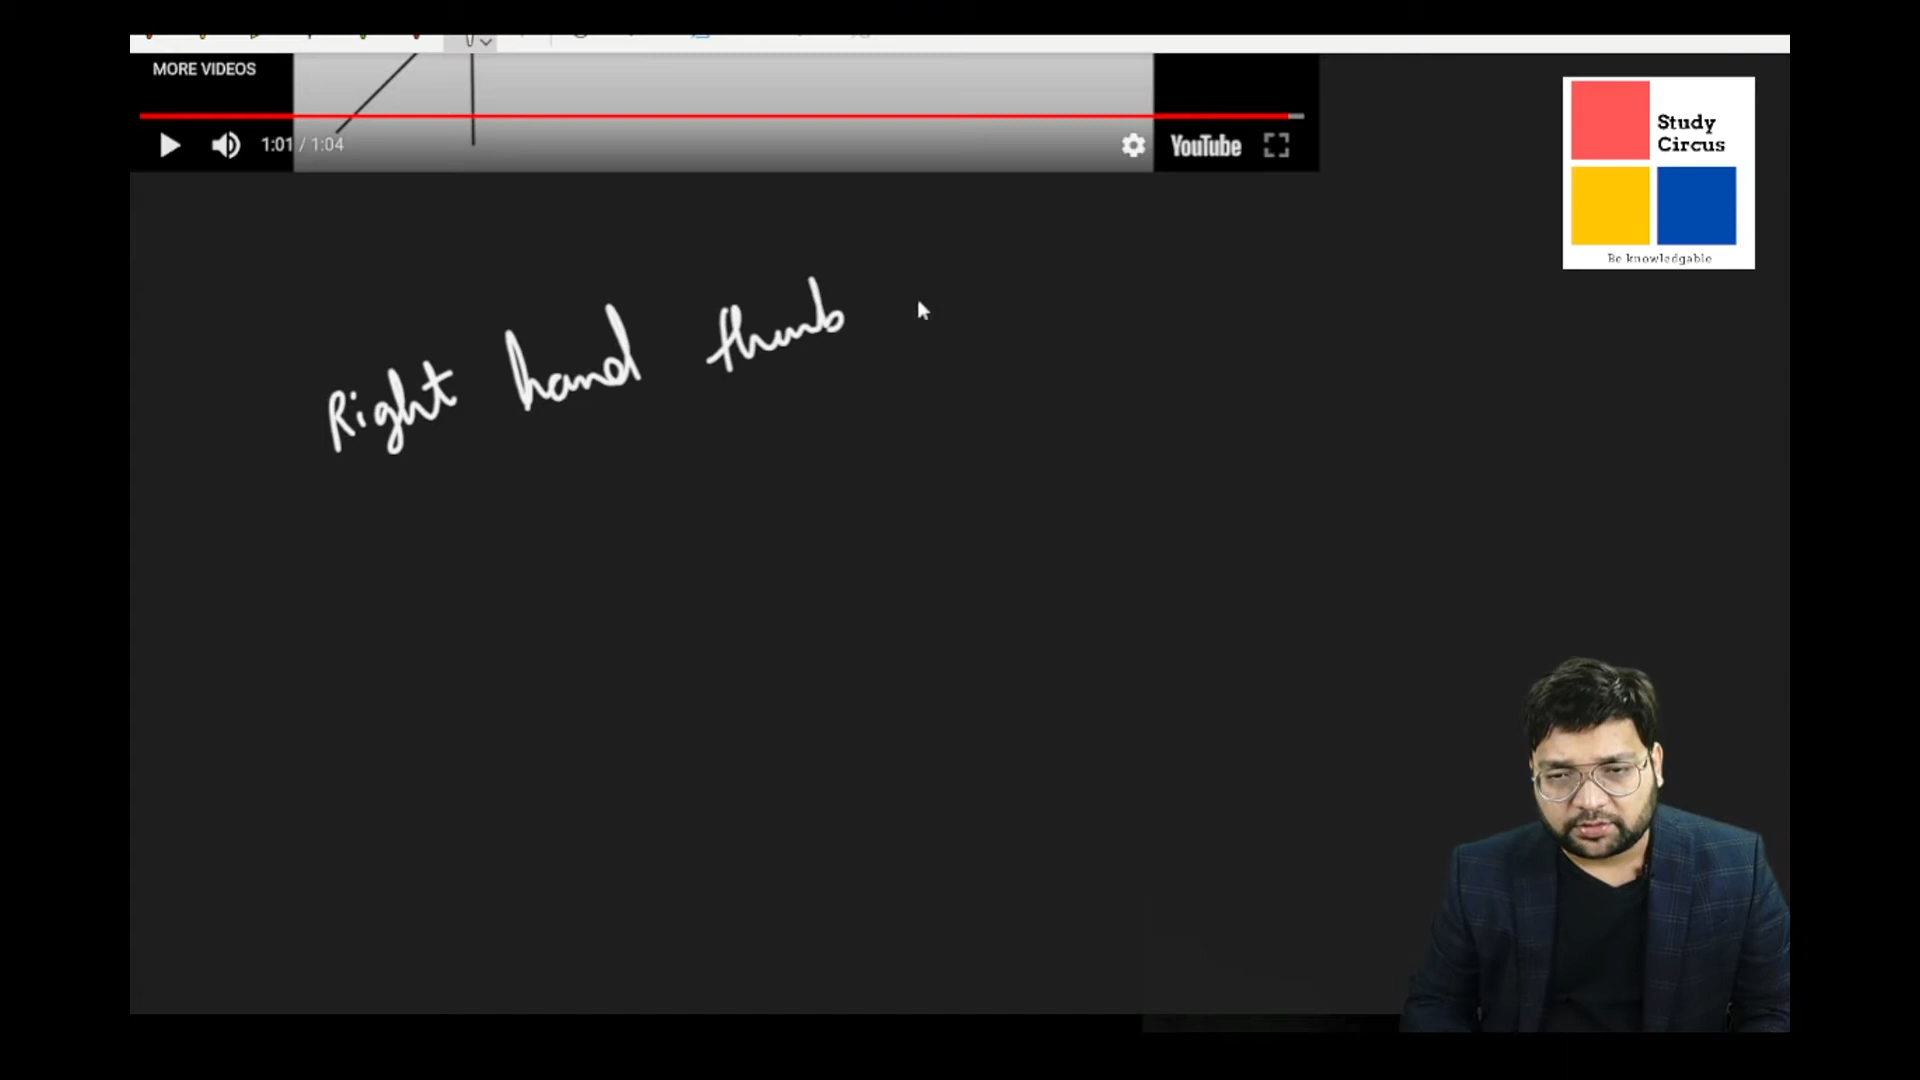 MORE VIDEOS
1:01 / 1:04
YouTube
Study
Circus
Be knowledgable
Right hand thumb